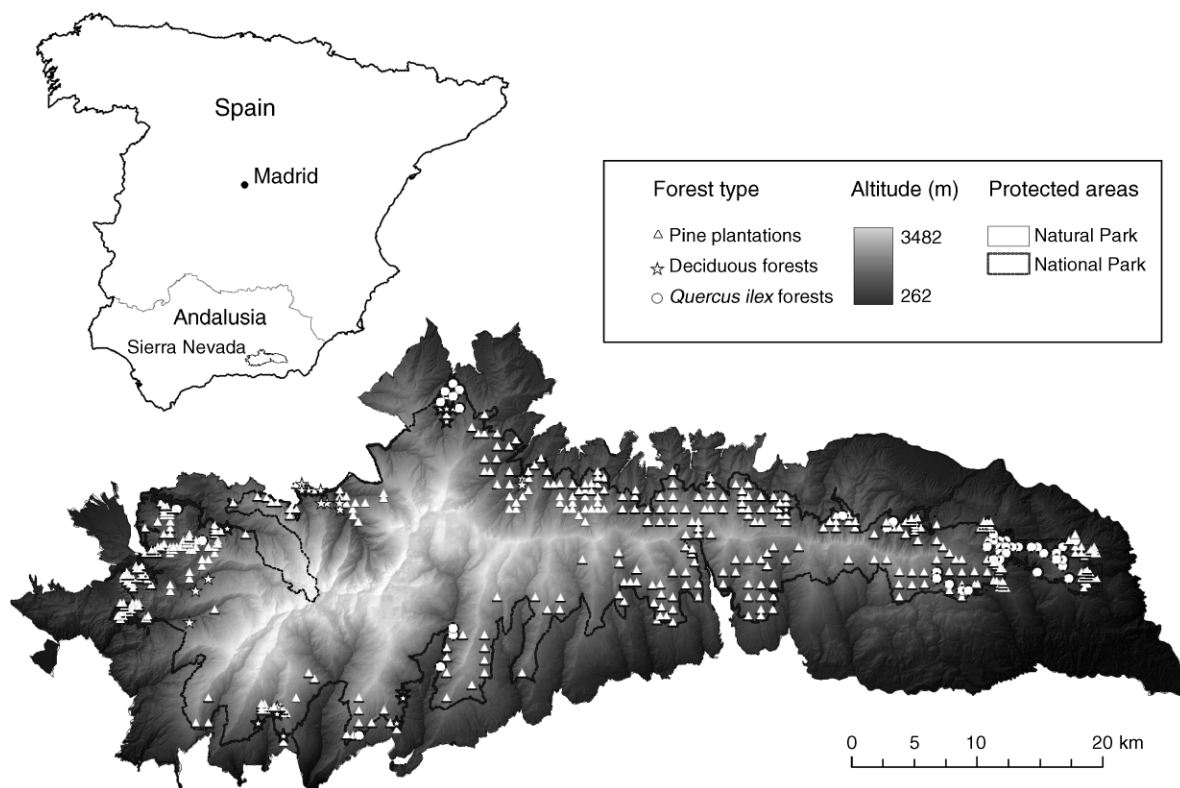 Spain
Madrid
Andalusia
Sierra Nevada
Forest type
Pine plantations
Deciduous forests
Quercus ilex forests
Altitude (m)
3482
262
Protected areas
Natural Park
National Park
0 5 10 20 km